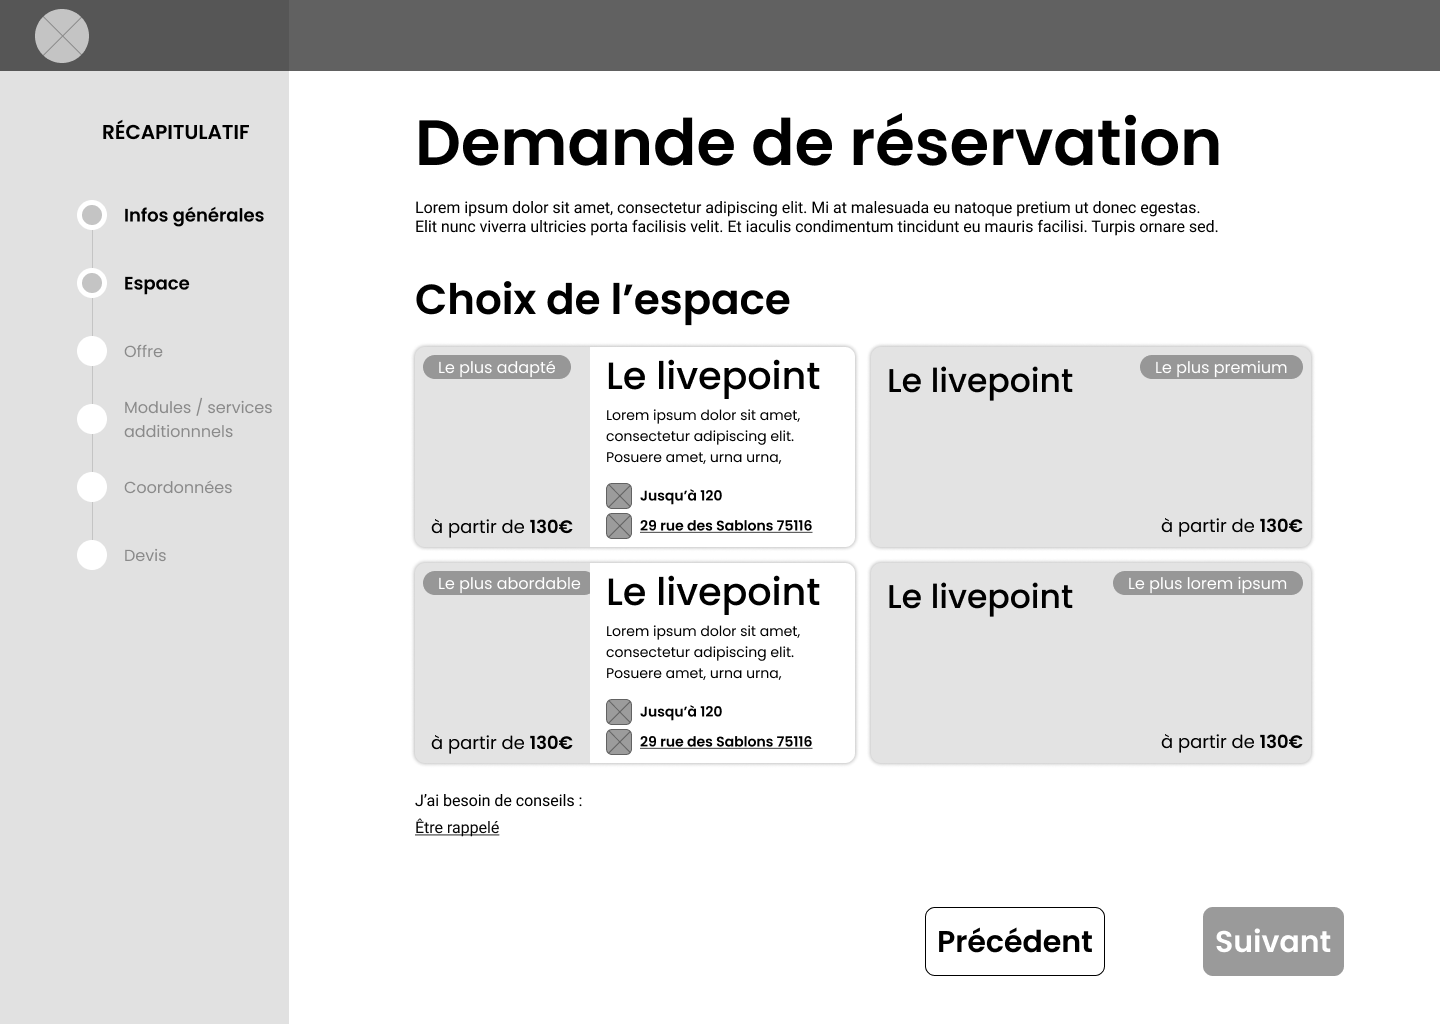 RÉCAPITULATIF
Infos générales
Espace
Offre
Modules / services
additionnnels
Coordonnées
Devis
Demande de réservation
Lorem ipsum dolor sit amet, consectetur adipiscing elit. Mi at malesuada eu natoque pretium ut donec egestas.
Elit nunc viverra ultricies porta facilisis velit. Et iaculis condimentum tincidunt eu mauris facilisi. Turpis ornare sed.
Choix de l’espace
Le plus adapté
à partir de 130€
Le livepoint
Lorem ipsum dolor sit amet,
consectetur adipiscing elit.
Posuere amet, urna urna,
Jusqu’à 120
29 rue des Sablons 75116
Le livepoint
Le plus premium
à partir de 130€
Le plus abordable
à partir de 130€
Le livepoint
Lorem ipsum dolor sit amet,
consectetur adipiscing elit.
Posuere amet, urna urna,
Jusqu’à 120
29 rue des Sablons 75116
Le livepoint
Le plus lorem ipsum
à partir de 130€
J’ai besoin de conseils :
Être rappelé
Précédent
Suivant